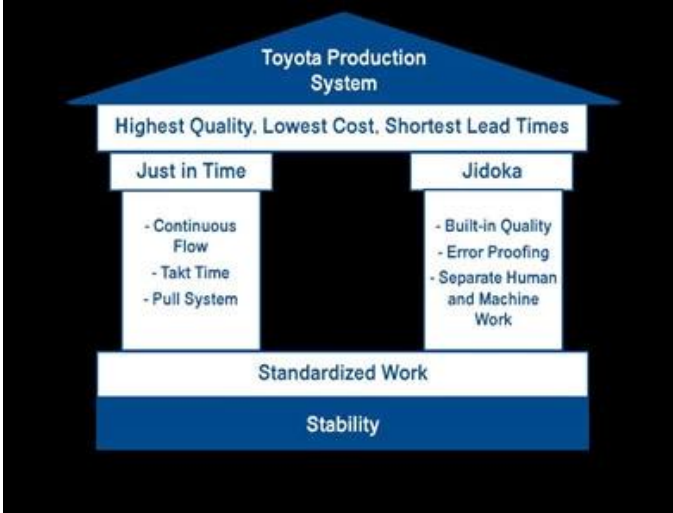 Toyota Production
System
Highest Quality, Lowest Cost, Shortest Lead Times
Just in Time
- Continuous
Flow
- Takt Time
- Pull System
Jidoka
- Built-in Quality
- Error Proofing
- Separate Human
and Machine
Work
Standardized Work
Stability